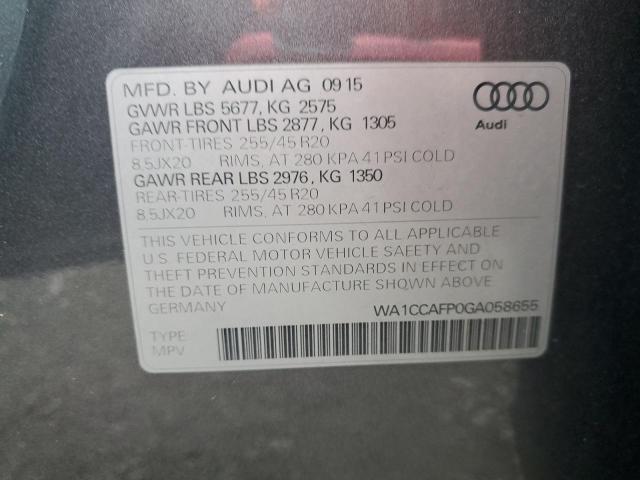 MFD. BY AUDI AG 0915
GVWR LBS 5677, KG 2575
GAWR FRONT LBS 2877, KG 1305
FRONT-TIRES 255/45 R20
8,5JX20 RIMS, AT 280 KPA 41 PSI COLD
GAWR REAR LBS 2976, KG 1350
REAR-TIRES 255/45 R20
8,5JX20 RIMS, AT 280 KPA 41 PSI COLD
Audi
THIS VEHICLE CONFORMS TO ALL APPLICABLE
U.S. FEDERAL MOTOR VEHICLE SAFETY AND
THEFT PREVENTION STANDARDS IN EFFECT ON
THE DATE OF MANUFACTURE SHOWN ABOVE.
GERMANY WA1CCAFP0GA058655
TYPE
MPV